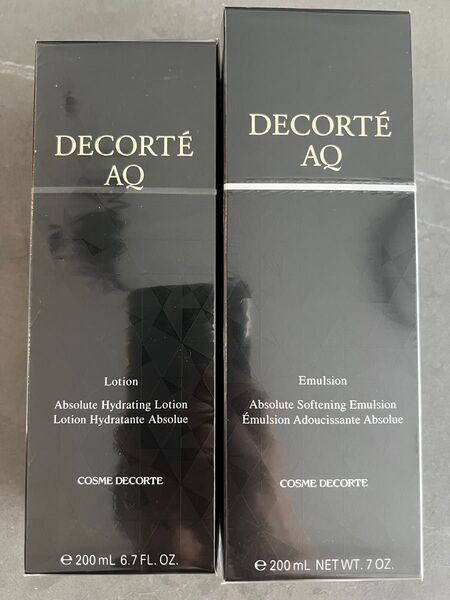 DECORTÉ
AQ
Lotion
Absolute Hydrating Lotion
Lotion Hydratante Absolue
COSME DECORTE
℮ 200 mL 6.7 FL. OZ.
DECORTÉ
AQ
Emulsion
Absolute Softening Emulsion
Émulsion Adoucissante Absolue
COSME DECORTE
℮ 200 mL NET WT. 7 OZ.